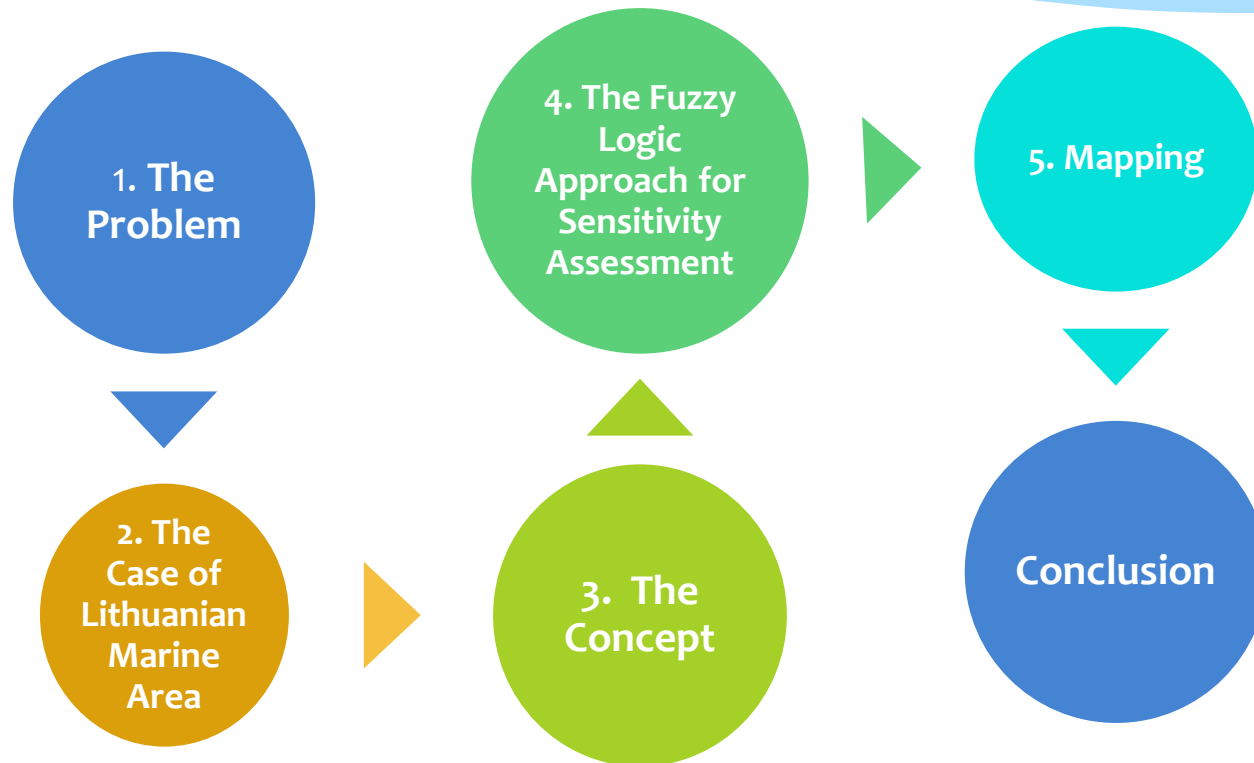 1. The
Problem
2. The
Case of
Lithuanian
Marine
Area
3. The
Concept
4. The Fuzzy
Logic
Approach for
Sensitivity
Assessment
5. Mapping
Conclusion